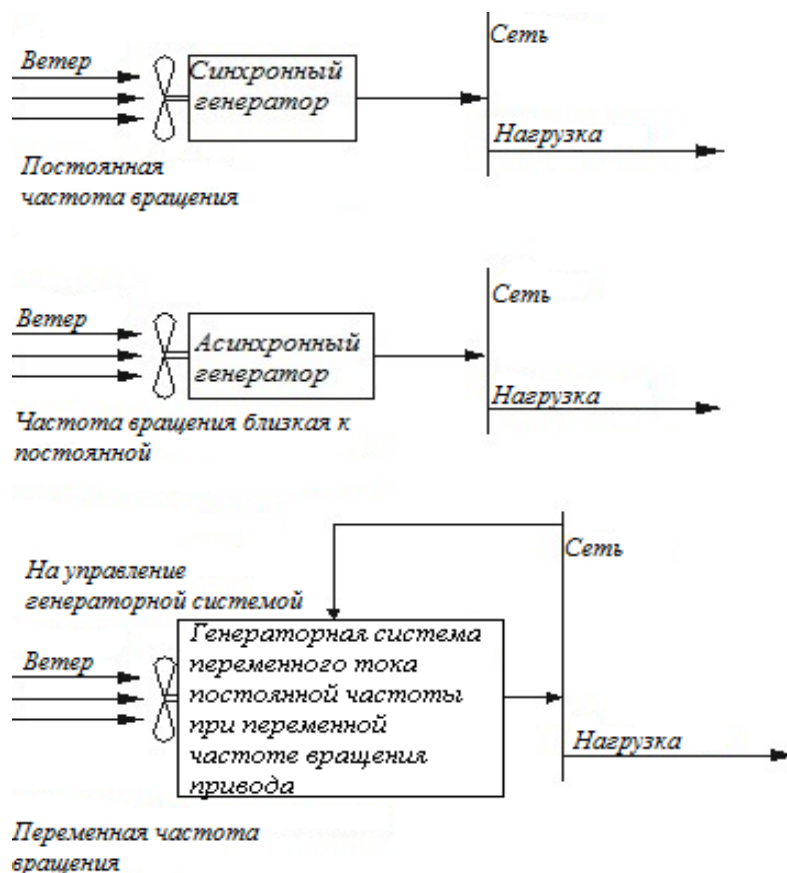 Сеть
Ветер
Синхронный
генератор
Нагрузка
Постоянная
частота вращения
Сеть
Ветер
Асинхронный
генератор
Нагрузка
Частота вращения близкая к
постоянной
Сеть
На управление
генераторной системой
Генераторная система
переменного тока
постоянной частоты
при переменной
частоте вращения
привода
Ветер
Нагрузка
Переменная частота
вращения